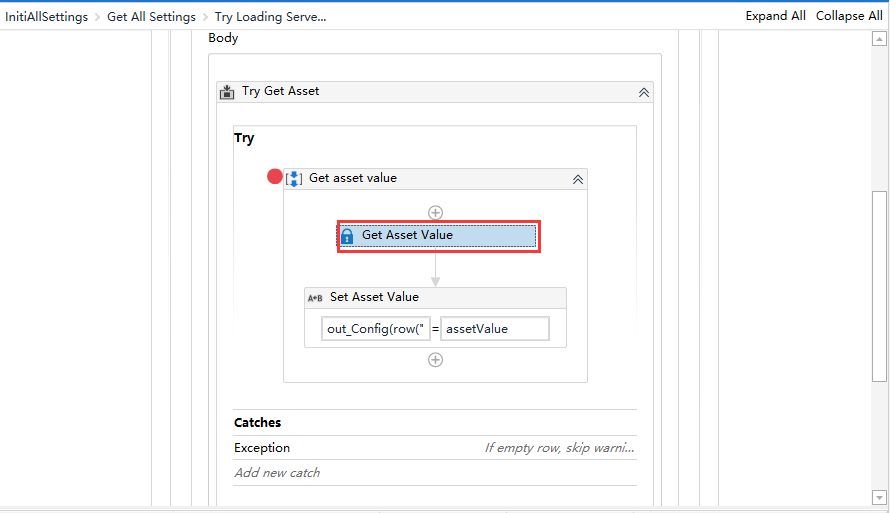 InitiAllSettings Get All Settings Try Loading Serve... Expand All Collapse All
Body
Try Get Asset
Try
Get asset value
Get Asset Value
A+B Set Asset Value
out_Config(row(" = assetValue
Catches
Exception If empty row, skip warni...
Add new catch